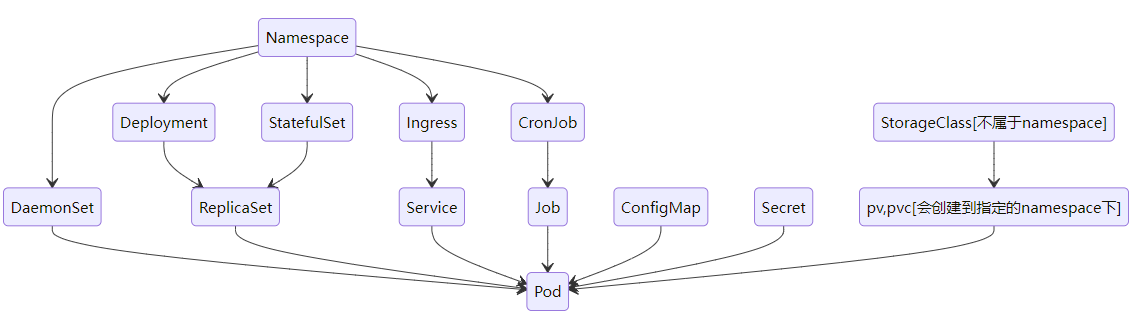 Namespace
Deployment
StatefulSet
Ingress
CronJob
StorageClass[不属于namespace]
DaemonSet
ReplicaSet
Service
Job
ConfigMap
Secret
pv,pvc[会创建到指定的namespace下]
Pod